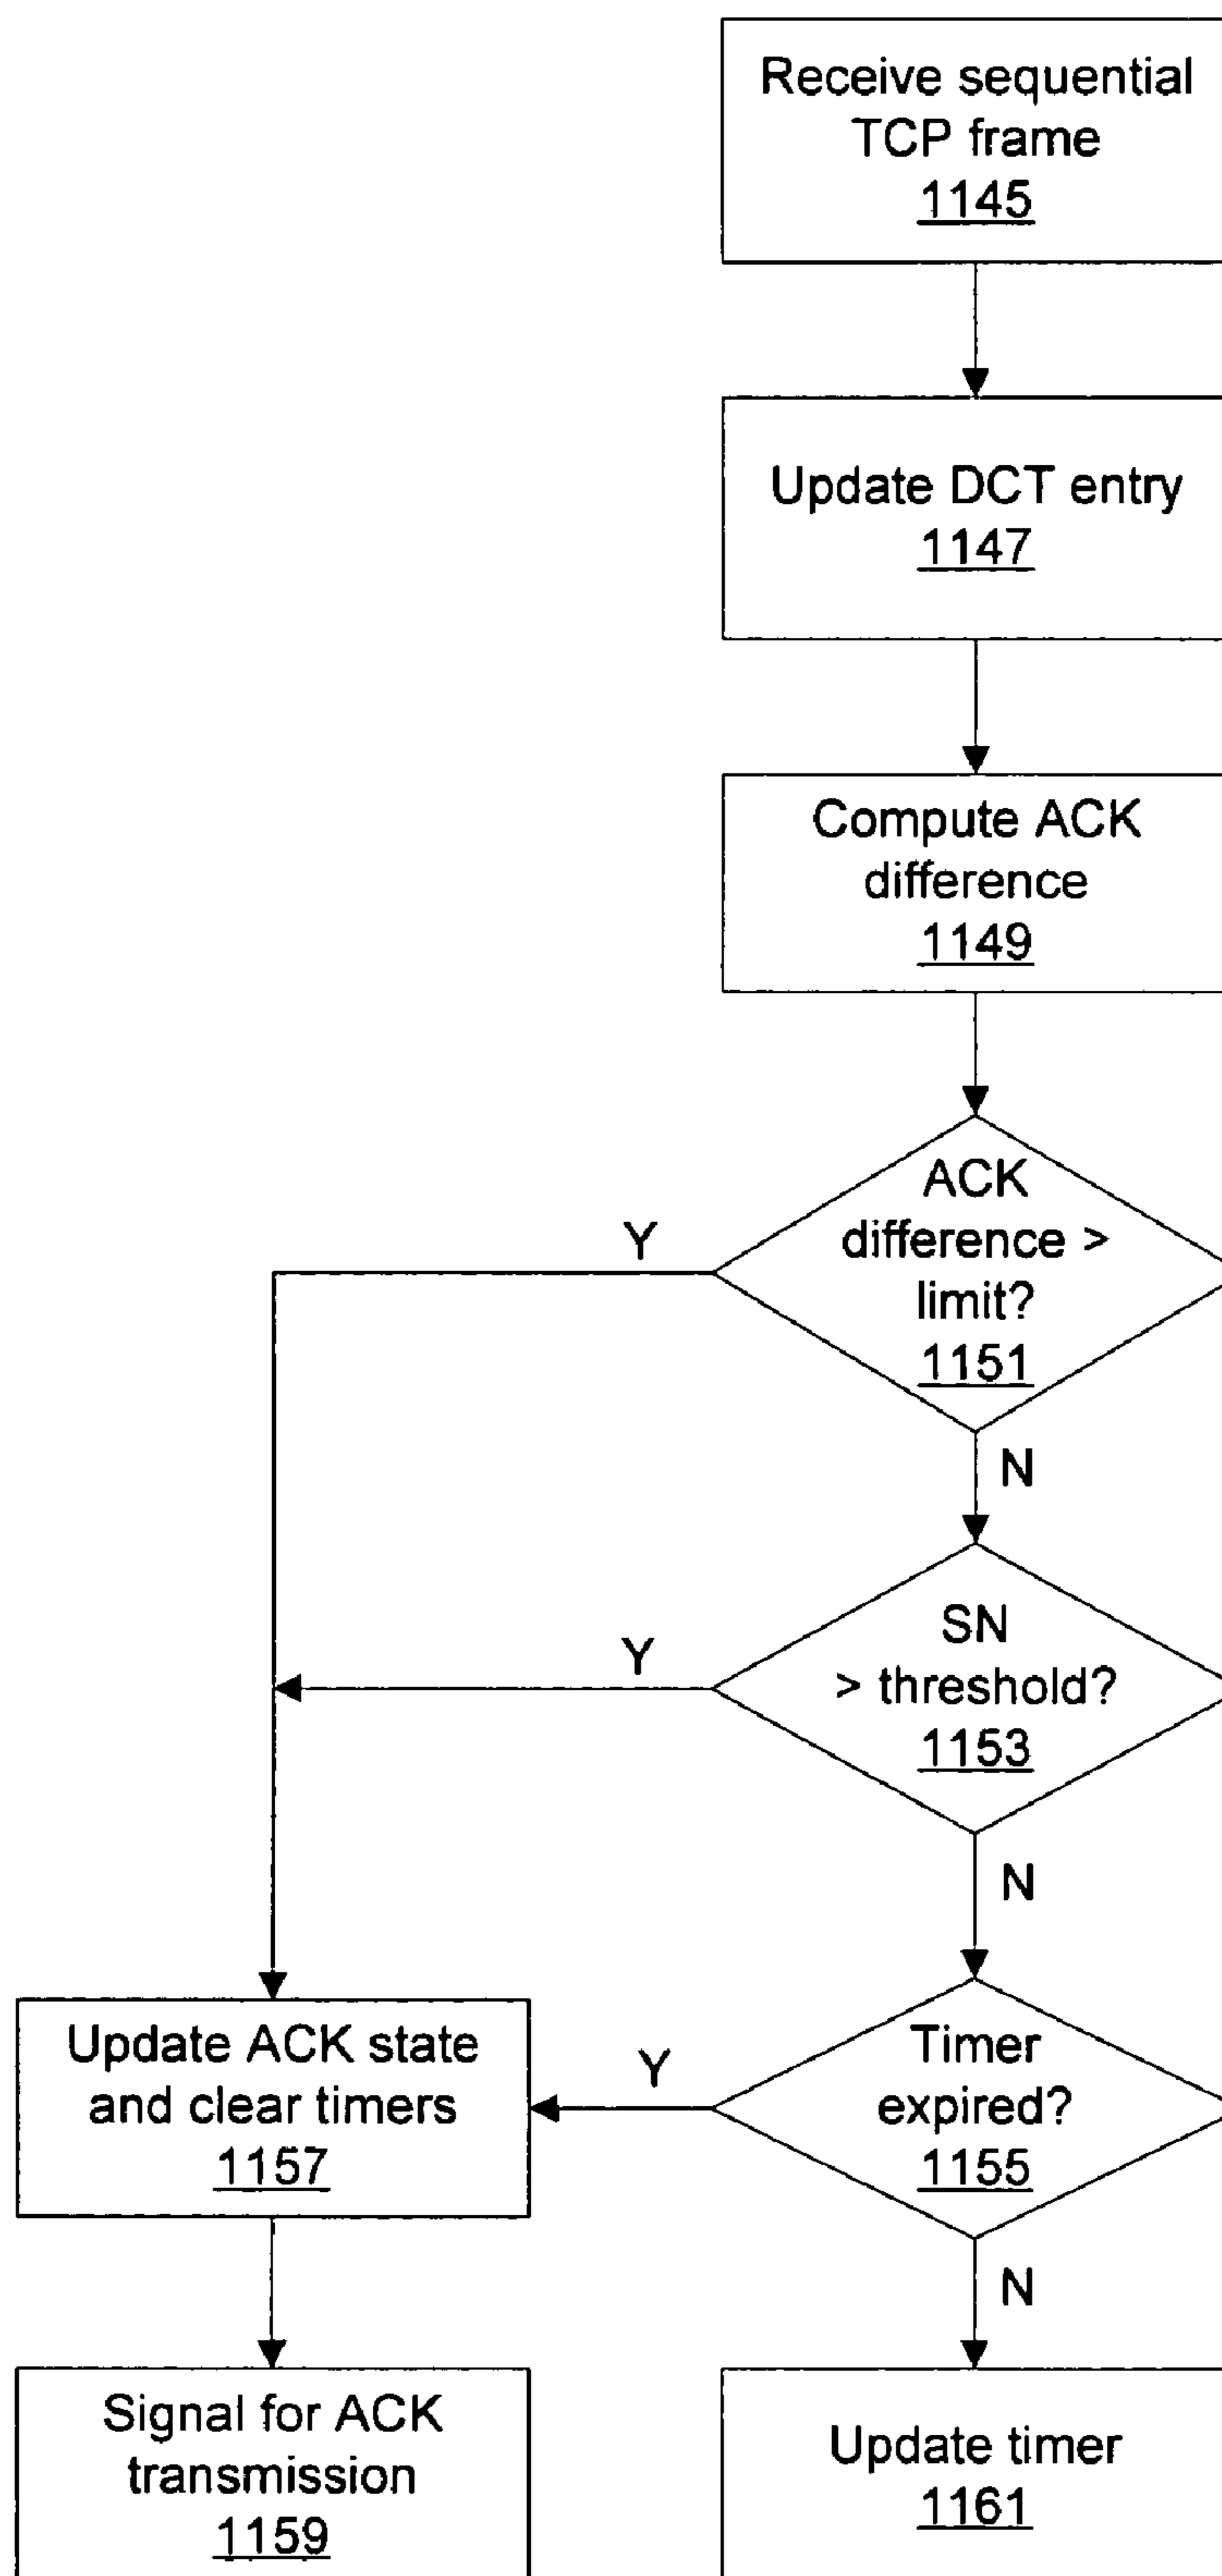 Receive sequential
TCP frame
1145
Update DCT entry
1147
Compute ACK
difference
1149
ACK
difference >
limit?
1151
Y
N
SN
> threshold?
1153
Y
N
Timer
expired?
1155
Y
N
Update ACK state
and clear timers
1157
Signal for ACK
transmission
1159
Update timer
1161